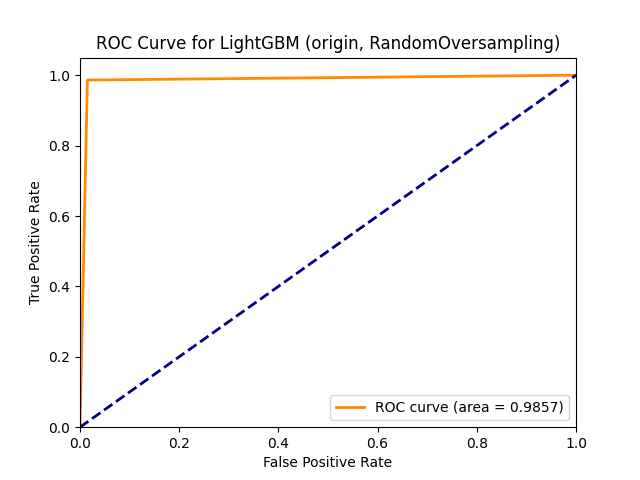 ROC Curve for LightGBM (origin, RandomOversampling)
1.0
0.8
0.6
0.4
0.2
0.0
True Positive Rate
ROC curve (area = 0.9857)
0.0 0.2 0.4 0.6 0.8 1.0
False Positive Rate